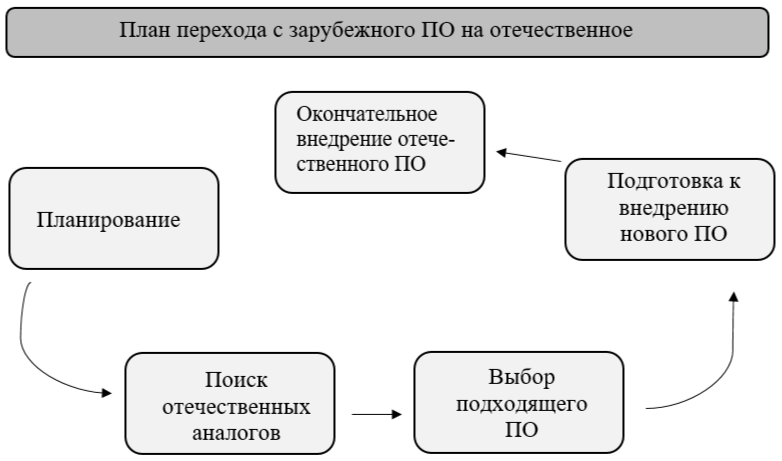 План перехода с зарубежного ПО на отечественное
Планирование
Поиск
отечественных
аналогов
Выбор
подходящего
ПО
Подготовка к
внедрению
нового ПО
Окончательное
внедрение отече-
ственного ПО